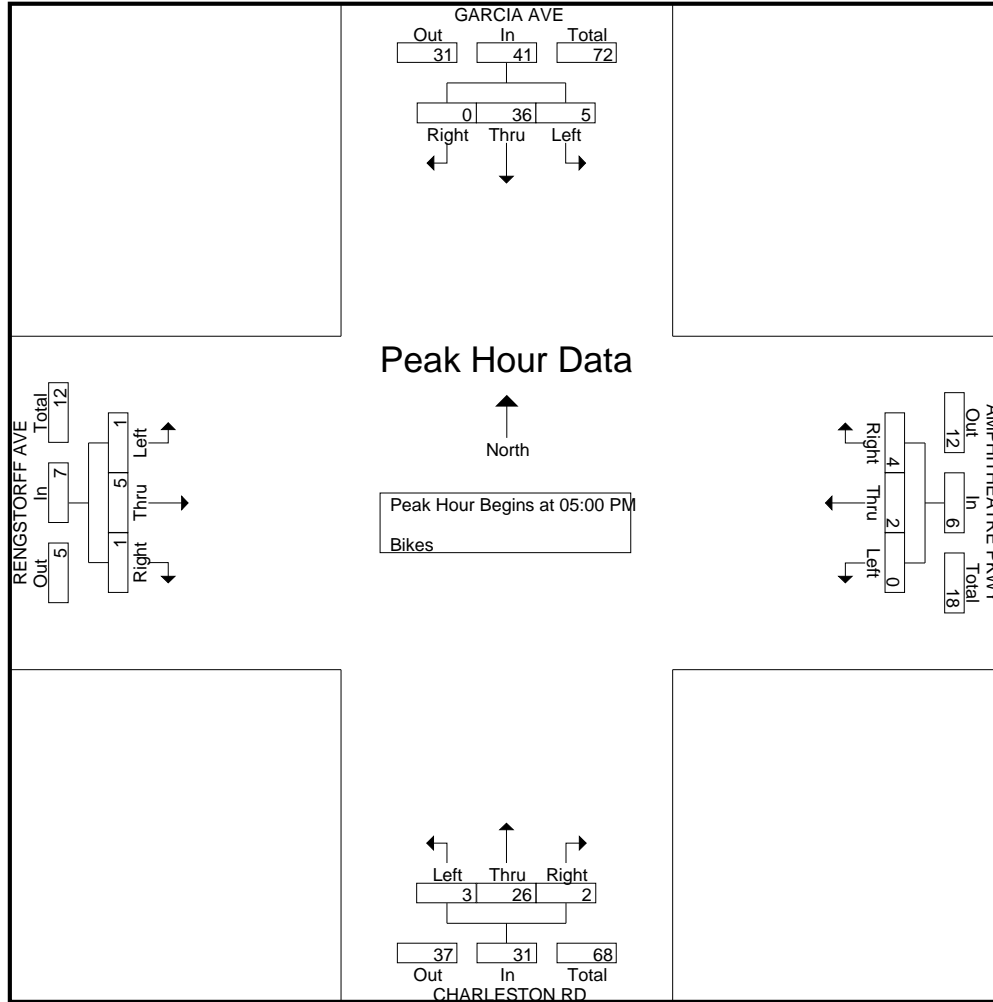 GARCIA AVE
Out In Total
31 41 72
0 36 5
Right Thru Left
Peak Hour Data
North
Peak Hour Begins at 05:00 PM
Bikes
RENGSTORFF AVE
Out In Total
5 7 12
Left Thru Right
1 5 1
AMPHITHEATRE PKWY
Out In Total
12 6 18
Right Thru Left
4 2 0
Left Thru Right
3 26 2
37 31 68
Out In Total
CHARLESTON RD